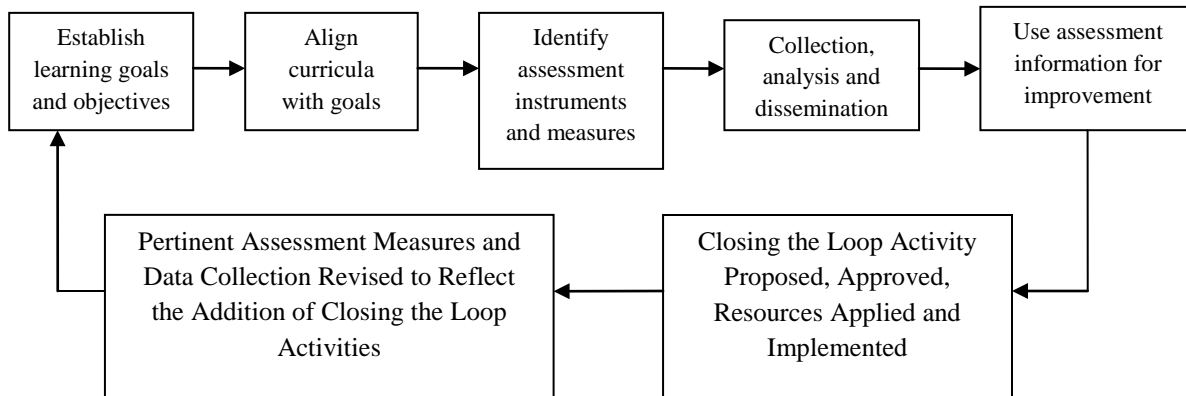 Establish
learning goals
and objectives
Align
curricula
with goals
Identify
assessment
instruments
and measures
Collection,
analysis and
dissemination
Use assessment
information for
improvement
Closing the Loop Activity
Proposed, Approved,
Resources Applied and
Implemented
Pertinent Assessment Measures and
Data Collection Revised to Reflect
the Addition of Closing the Loop
Activities